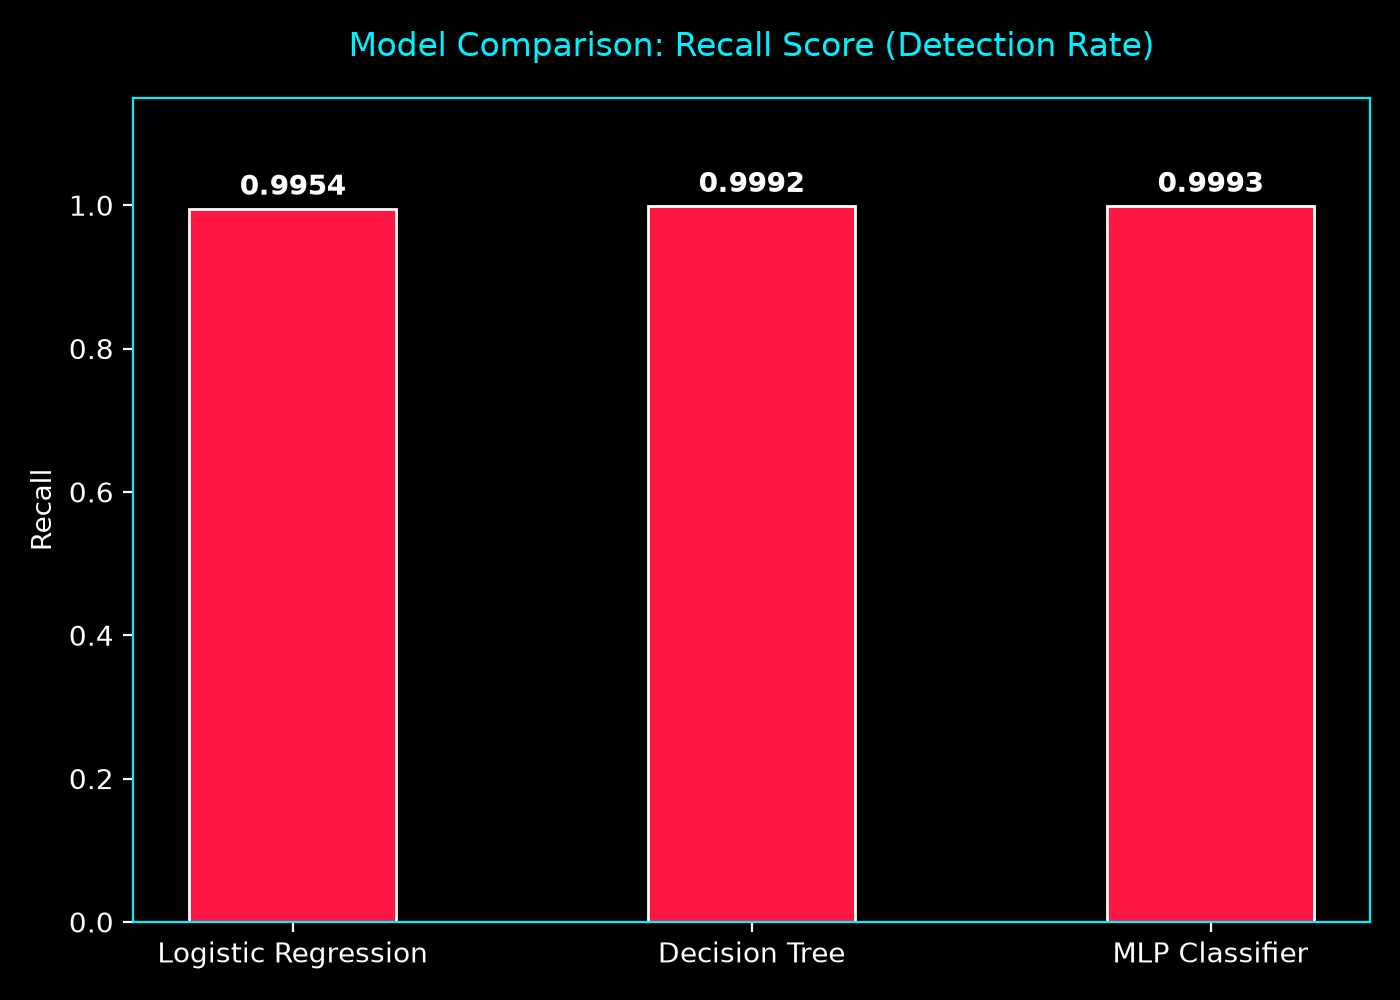 Model Comparison: Recall Score (Detection Rate)
0.9954
0.9992
0.9993
1.0
0.8
0.6
0.4
0.2
0.0
Recall
Logistic Regression
Decision Tree
MLP Classifier